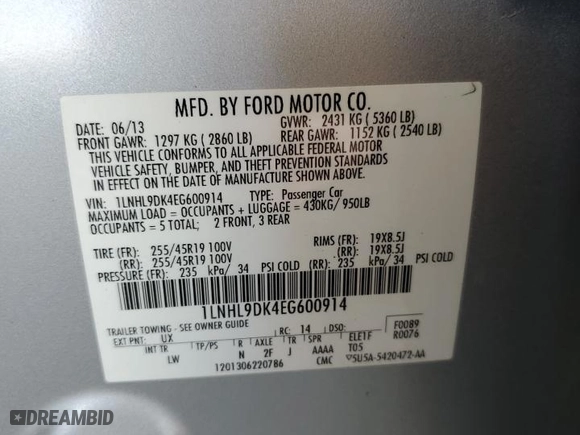 MFD. BY FORD MOTOR CO.
DATE: 06/13 GVWR: 2431 KG ( 5360 LB)
FRONT GAWR: 1297 KG ( 2860 LB) REAR GAWR: 1152 KG ( 2540 LB)
THIS VEHICLE CONFORMS TO ALL APPLICABLE FEDERAL MOTOR
VEHICLE SAFETY, BUMPER, AND THEFT PREVENTION STANDARDS
IN EFFECT ON THE DATE OF MANUFACTURE SHOWN ABOVE.
VIN: 1LNHL9DK4EG600914 TYPE: Passenger Car
MAXIMUM LOAD = OCCUPANTS + LUGGAGE = 430KG/ 950LB
OCCUPANTS = 5 TOTAL; 2 FRONT, 3 REAR
TIRE (FR): 255/45R19 100V RIMS (FR): 19X8.5J
(RR): 255/45R19 100V (RR): 19X8.5J
PRESSURE (FR): 235 kPa/ 34 PSI COLD (RR): 235 kPa/ 34 PSI COLD
1LNHL9DK4EG600914
TRAILER TOWING - SEE OWNER GUIDE RC: 14 DSO: F0089
EXT PNT: UX R0076
INT TR TP/PS R AXLE TR SPR ELE1F
LW N 2F J AAAA T05
1201306220786 CMC 5U5A-5420472-AA
DREAMBID